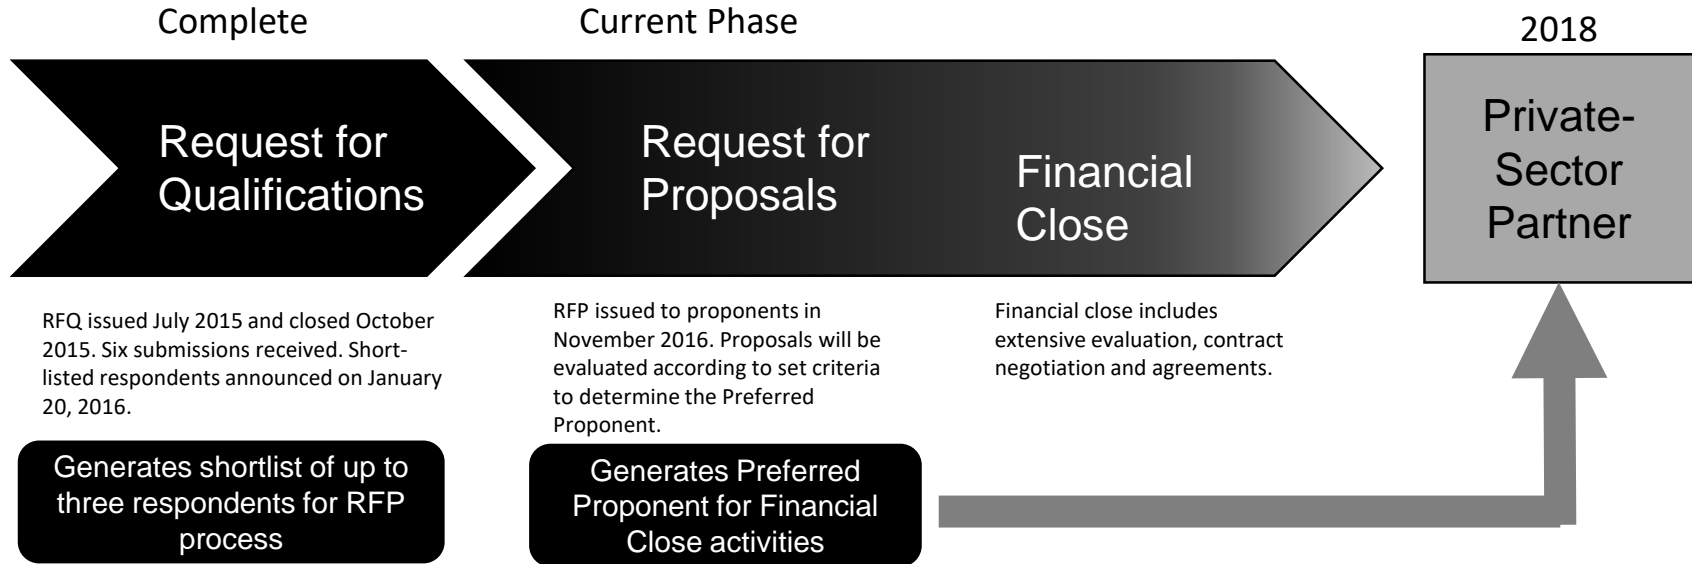 Complete
Current Phase
2018
Request for
Qualifications
Request for
Proposals
Financial
Close
Private-
Sector
Partner
RFQ issued July 2015 and closed October
2015. Six submissions received. Short-
listed respondents announced on January
20, 2016.
RFP issued to proponents in
November 2016. Proposals will be
evaluated according to set criteria
to determine the Preferred
Proponent.
Financial close includes
extensive evaluation, contract
negotiation and agreements.
Generates shortlist of up to
three respondents for RFP
process
Generates Preferred
Proponent for Financial
Close activities